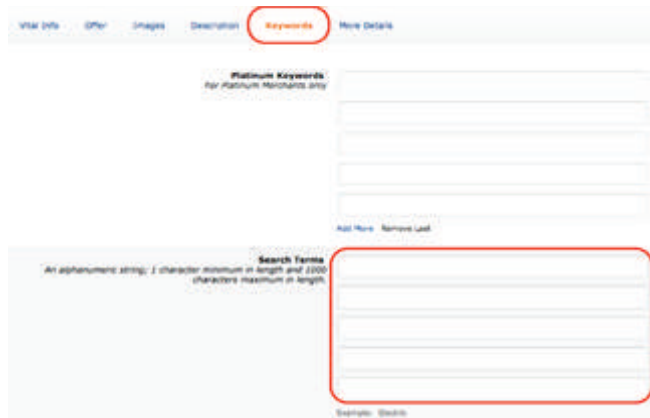 Vital Info Offer Images Description Keywords More Details
Platinum Keywords
For Platinum Merchants only
Add More Remove Last
Search Terms
An alphanumeric string; 1 character minimum in length and 1000
characters maximum in length.
Example: Electric